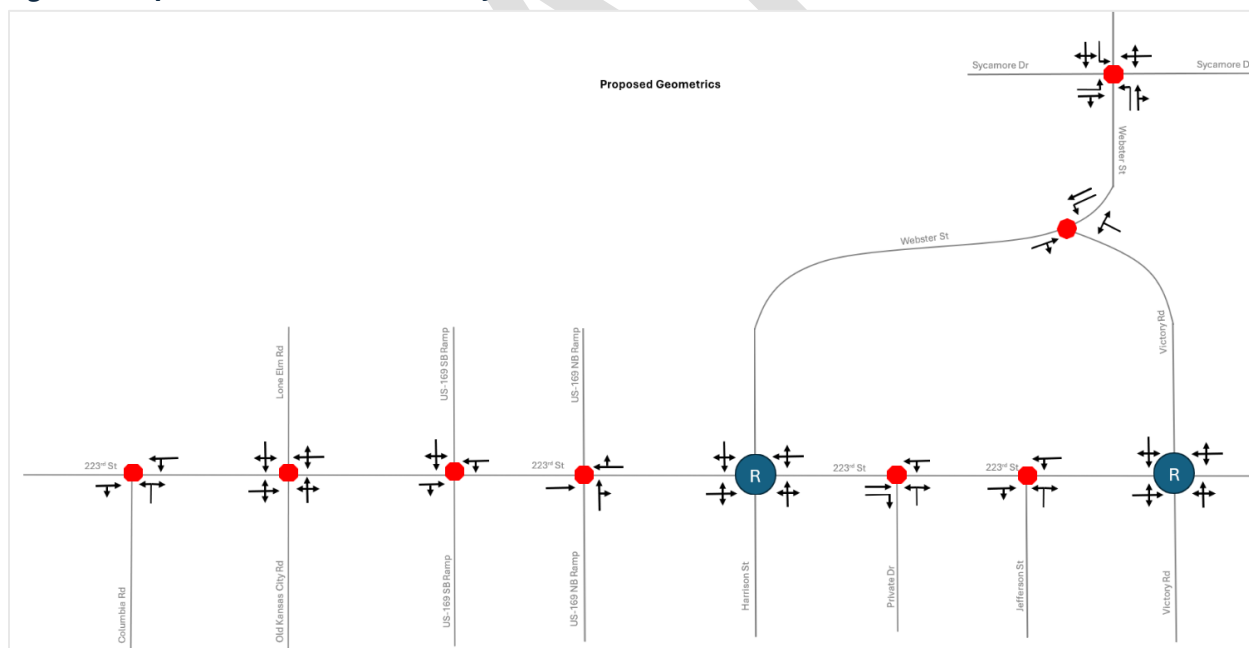 Proposed Geometrics
Sycamore Dr
Sycamore D
Webster St
Webster St
Lone Elm Rd
US-169 SB Ramp
US-169 NB Ramp
Victory Rd
223rd St
223rd St
R
223rd St
223rd St
R
Columbia Rd
Old Kansas City Rd
US-169 SB Ramp
US-169 NB Ramp
Harrison St
Private Dr
Jefferson St
Victory Rd